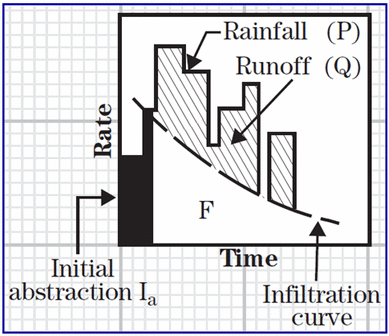 Rainfall (P)
Runoff (Q)
Rate
F
Time
Initial
abstraction Iₐ
Infiltration
curve